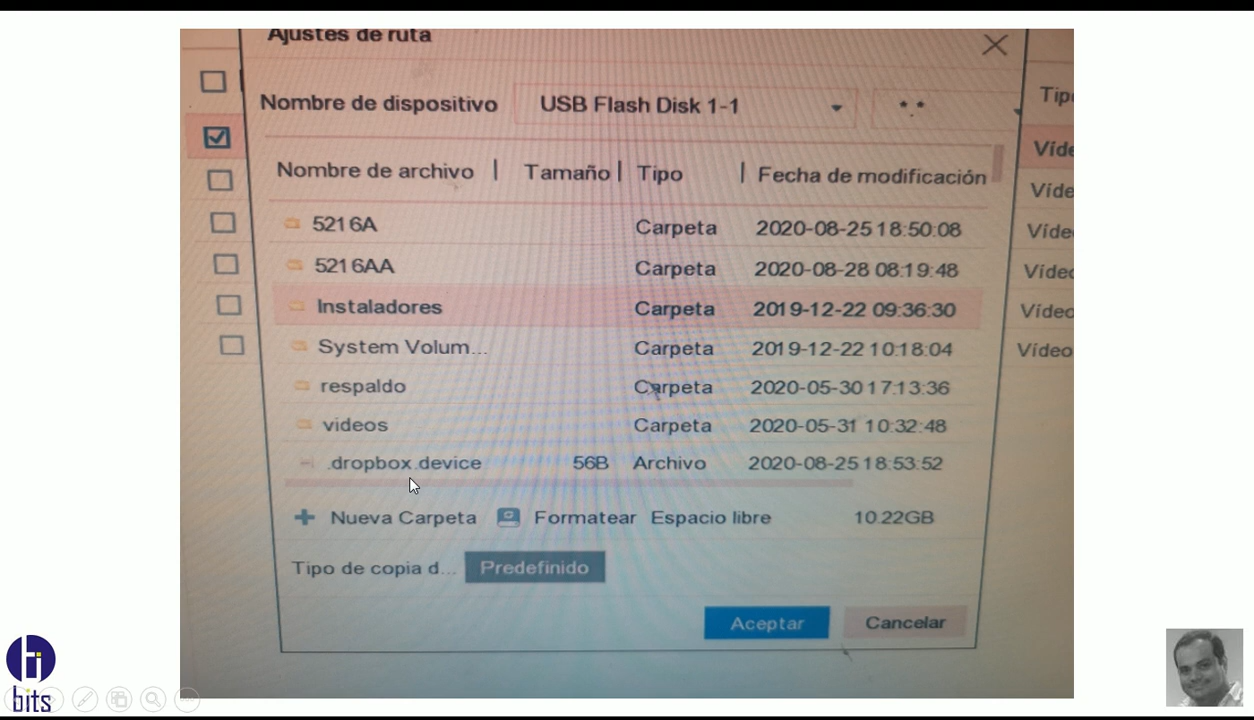 Ajustes de ruta
Nombre de dispositivo USB Flash Disk 1-1
Nombre de archivo Tamaño Tipo Fecha de modificación
5216A Carpeta 2020-08-25 18:50:08
5216AA Carpeta 2020-08-28 08:19:48
Instaladores Carpeta 2019-12-22 09:36:30
System Volum... Carpeta 2019-12-22 10:18:04
respaldo Carpeta 2020-05-30 17:13:36
videos Carpeta 2020-05-31 10:32:48
.dropbox.device 56B Archivo 2020-08-25 18:53:52
Nueva Carpeta Formatear Espacio libre 10.22GB
Tipo de copia d... Predefinido
Aceptar Cancelar
Tip
Víde
Víde
Víde
Víded
Vídeo
Vídeo
bits